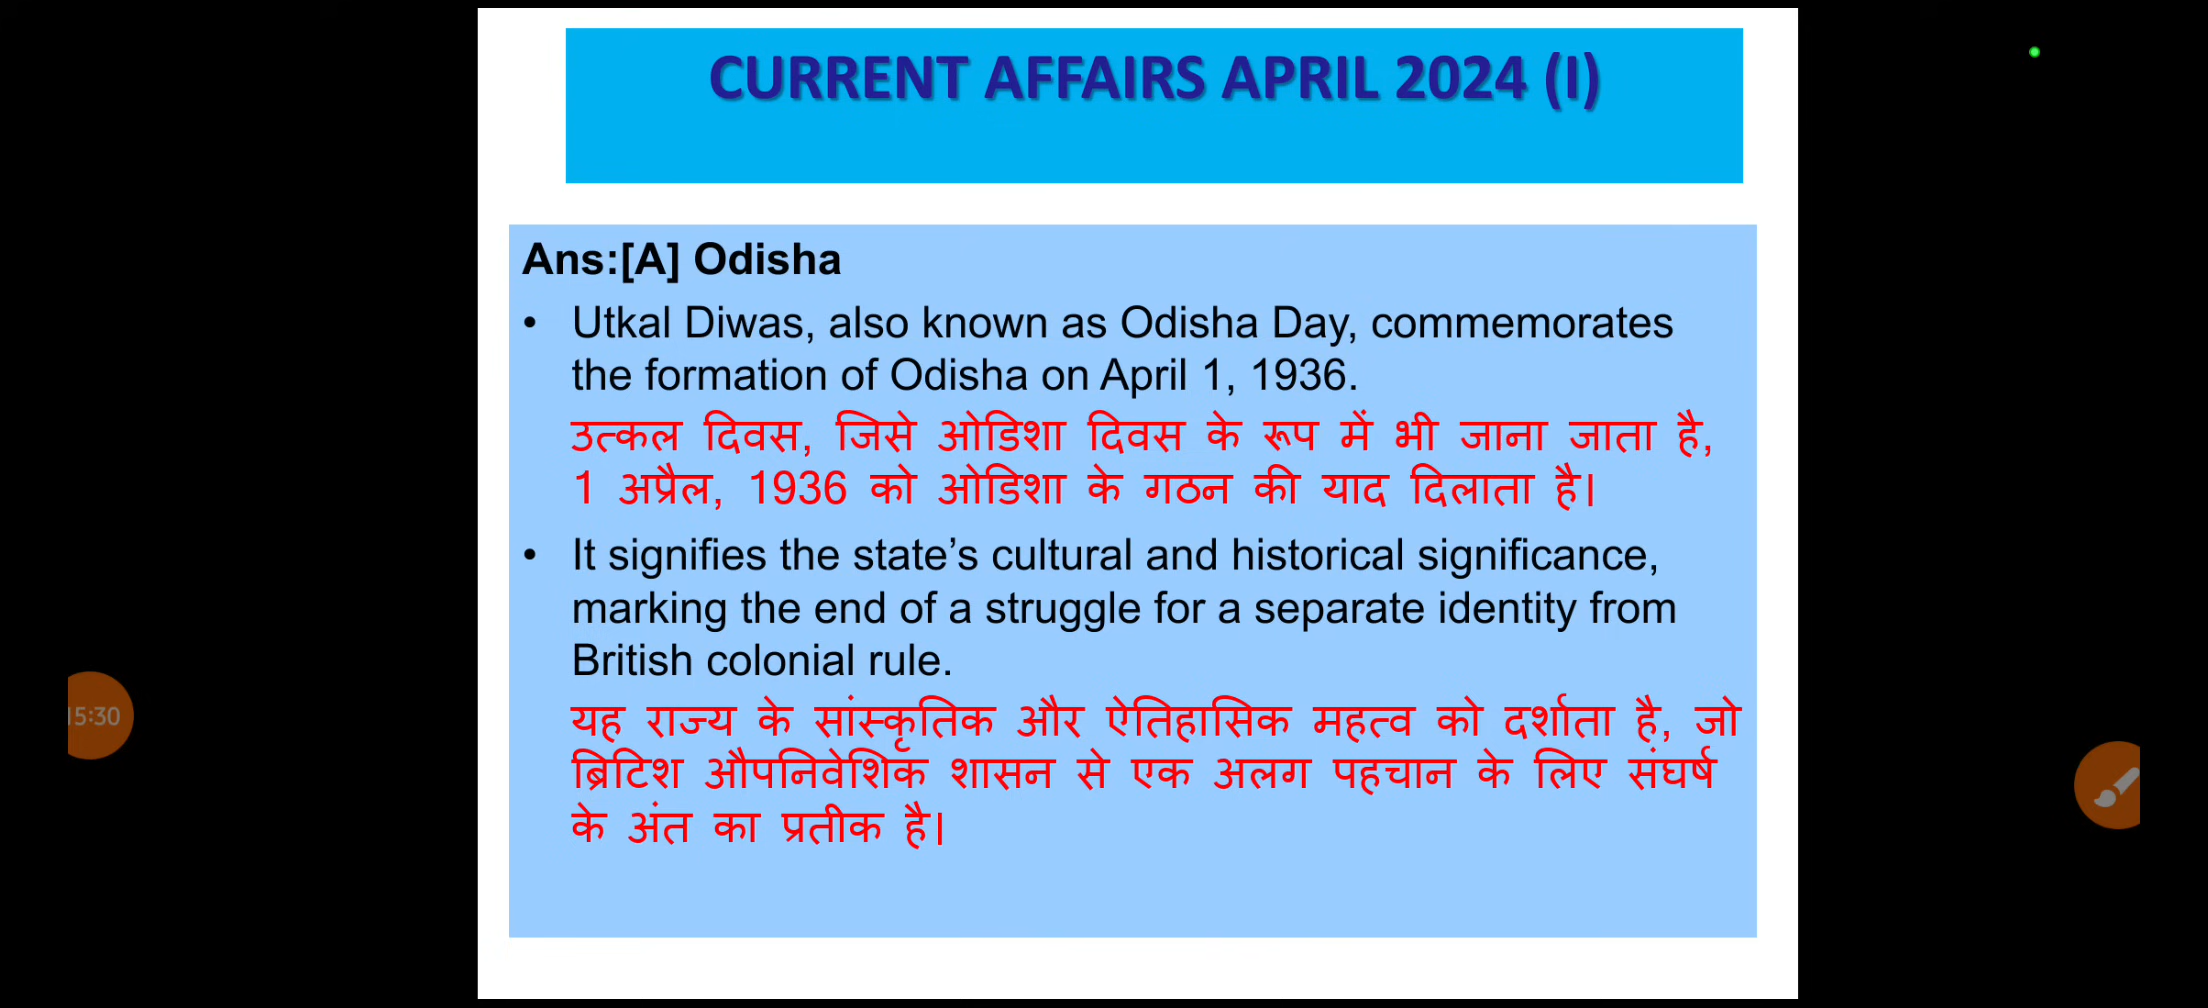 CURRENT AFFAIRS APRIL 2024 (I)
Ans:[A] Odisha
• Utkal Diwas, also known as Odisha Day, commemorates
the formation of Odisha on April 1, 1936.
उत्कल दिवस, जिसे ओडिशा दिवस के रूप में भी जाना जाता है,
1 अप्रैल, 1936 को ओडिशा के गठन की याद दिलाता है।
• It signifies the state’s cultural and historical significance,
marking the end of a struggle for a separate identity from
British colonial rule.
यह राज्य के सांस्कृतिक और ऐतिहासिक महत्व को दर्शाता है, जो
ब्रिटिश औपनिवेशिक शासन से एक अलग पहचान के लिए संघर्ष
के अंत का प्रतीक है।
15:30